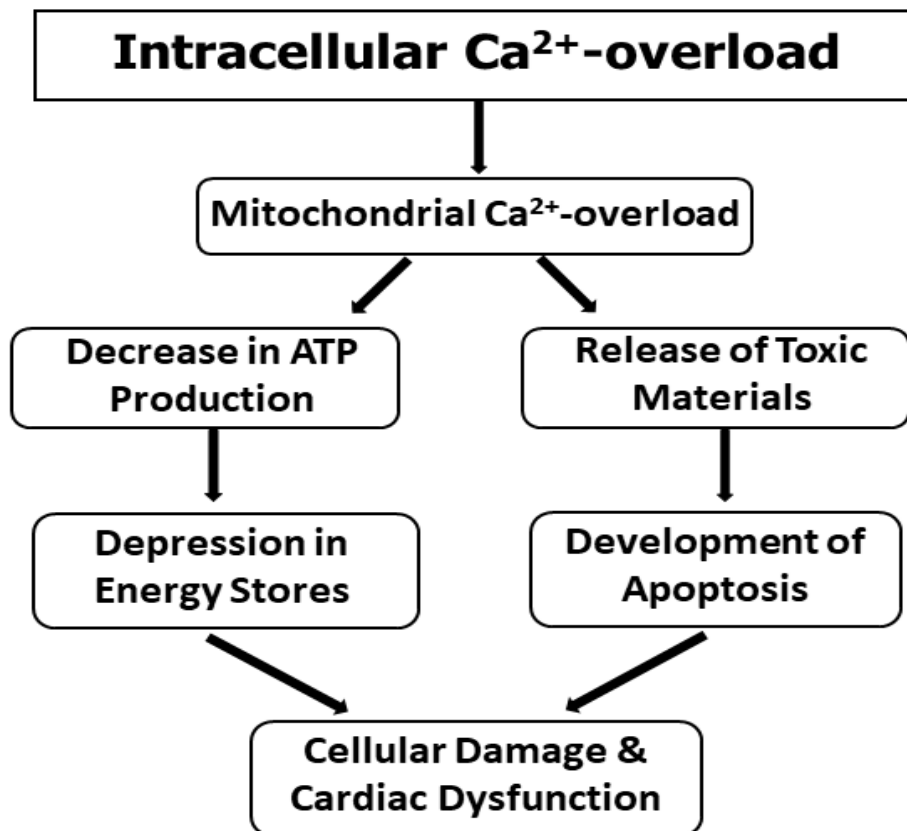 Intracellular Ca²⁺-overload
Mitochondrial Ca²⁺-overload
Decrease in ATP
Production
Release of Toxic
Materials
Depression in
Energy Stores
Development of
Apoptosis
Cellular Damage &
Cardiac Dysfunction